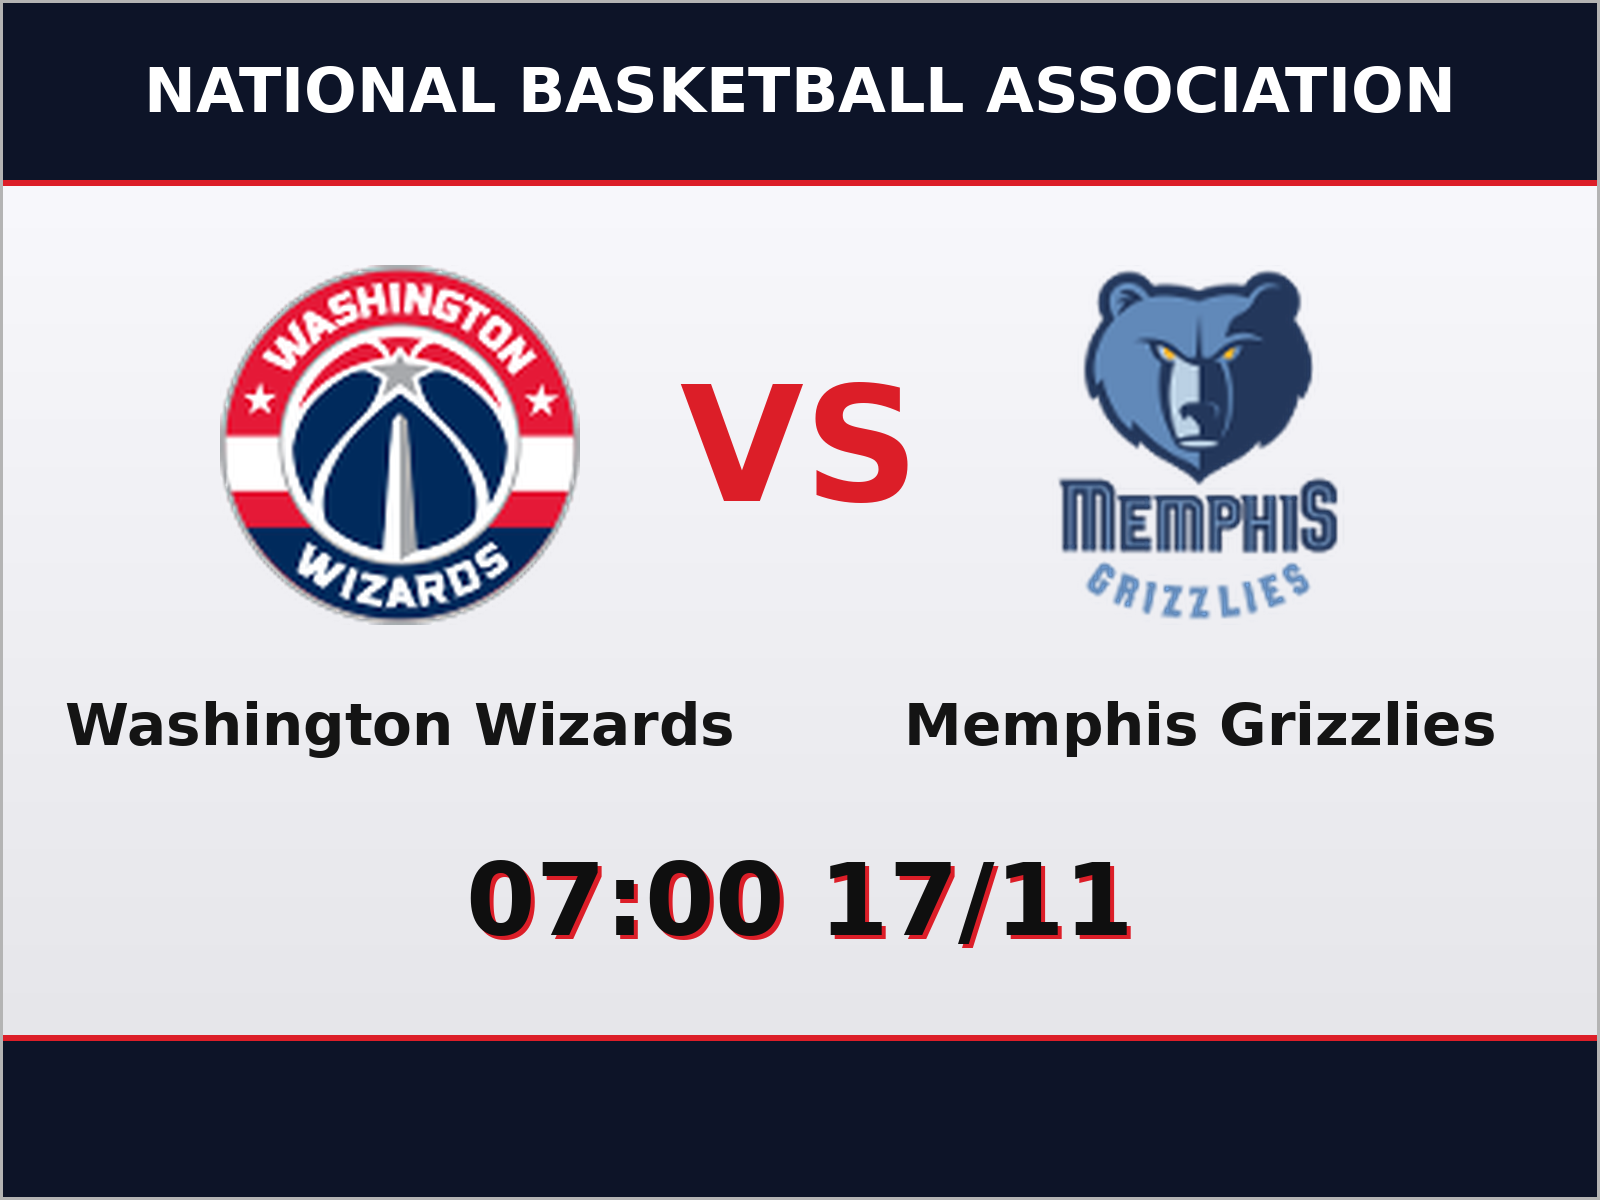 NATIONAL BASKETBALL ASSOCIATION
WASHINGTON
WIZARDS
VS
MEMPHIS
GRIZZLIES
Washington Wizards
Memphis Grizzlies
07:00 17/11